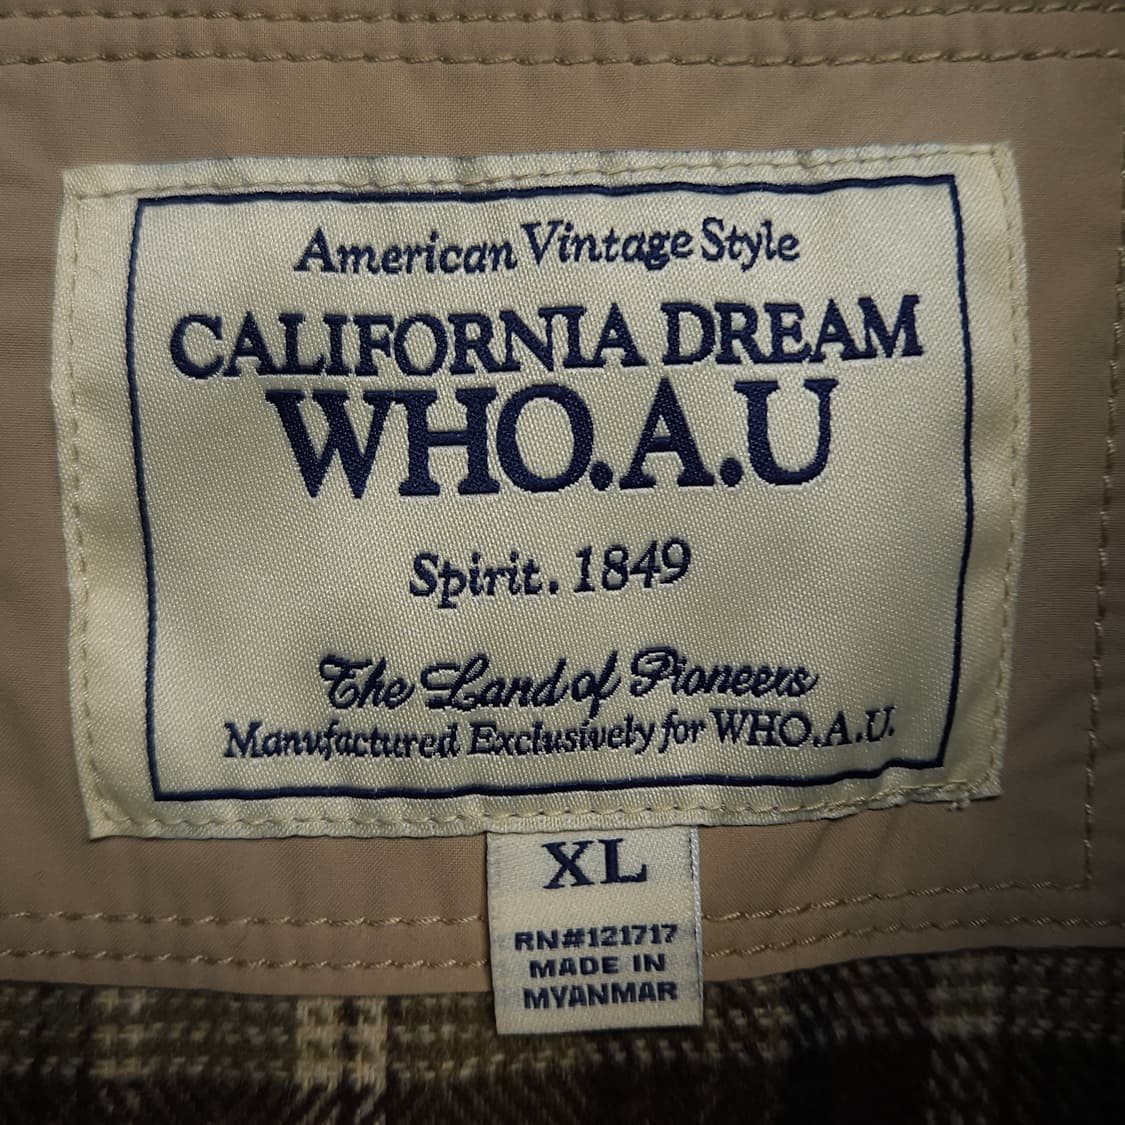 American Vintage Style
CALIFORNIA DREAM
WHO.A.U
Spirit. 1849
The Land of Pioneers
Manufactured Exclusively for WHO.A.U.
XL
RN#121717
MADE IN
MYANMAR